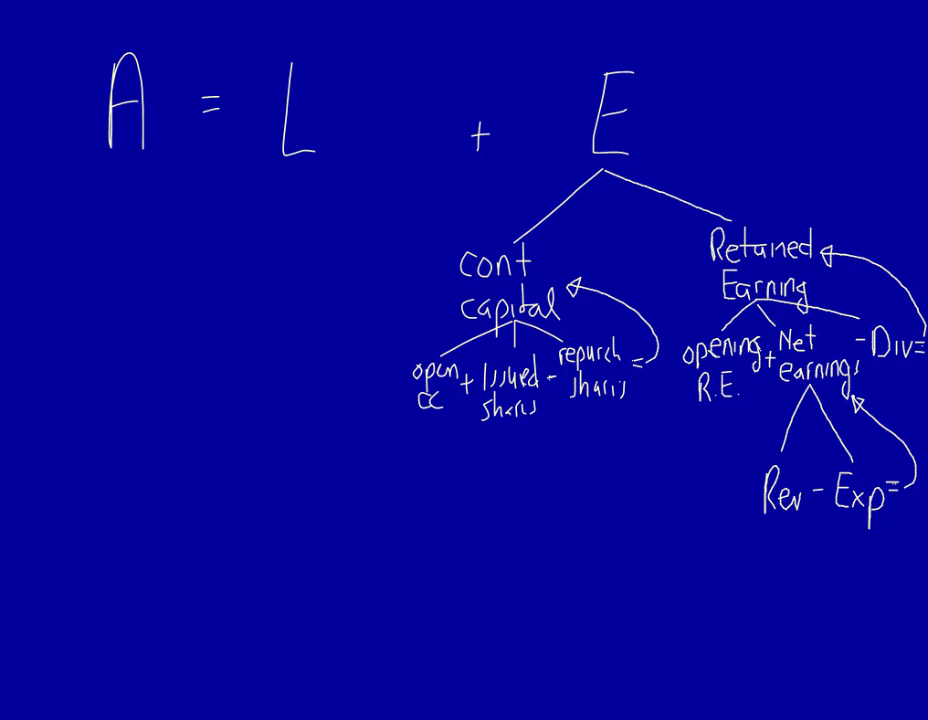 A = L + E
cont
capital
open + Issued - repurch =
cc shares shares
Retained
Earning
opening + Net - Div =
R.E. earnings
Rev - Exp =